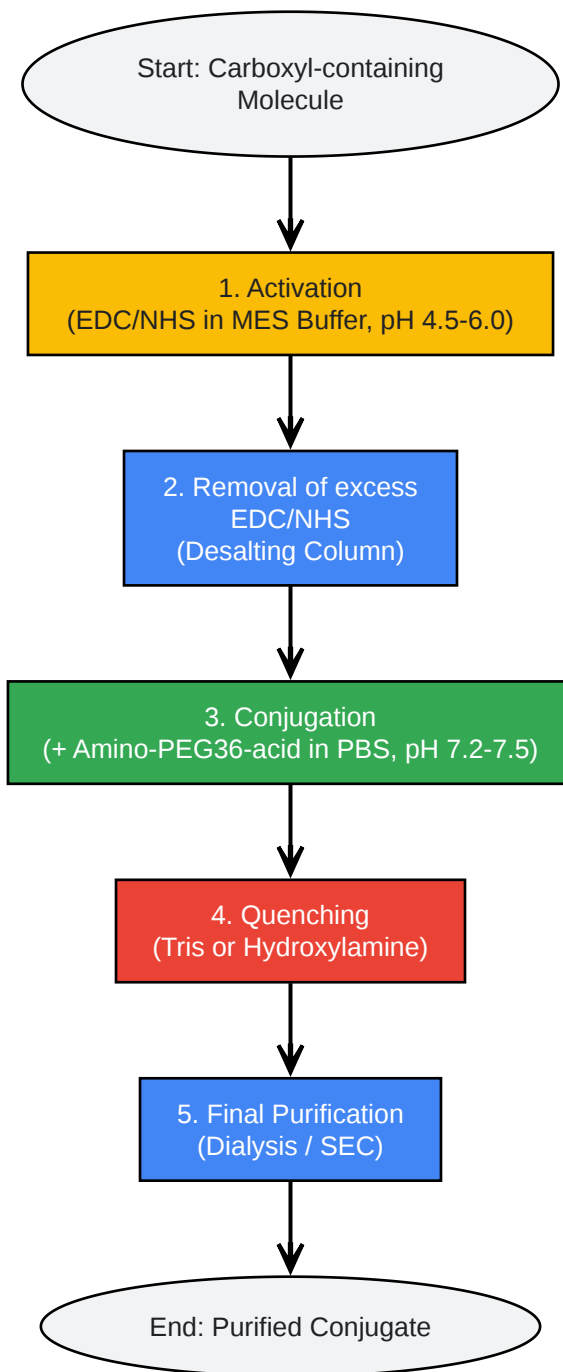 Start: Carboxyl-containing
Molecule
1. Activation
(EDC/NHS in MES Buffer, pH 4.5-6.0)
2. Removal of excess
EDC/NHS
(Desalting Column)
3. Conjugation
(+ Amino-PEG36-acid in PBS, pH 7.2-7.5)
4. Quenching
(Tris or Hydroxylamine)
5. Final Purification
(Dialysis / SEC)
End: Purified Conjugate